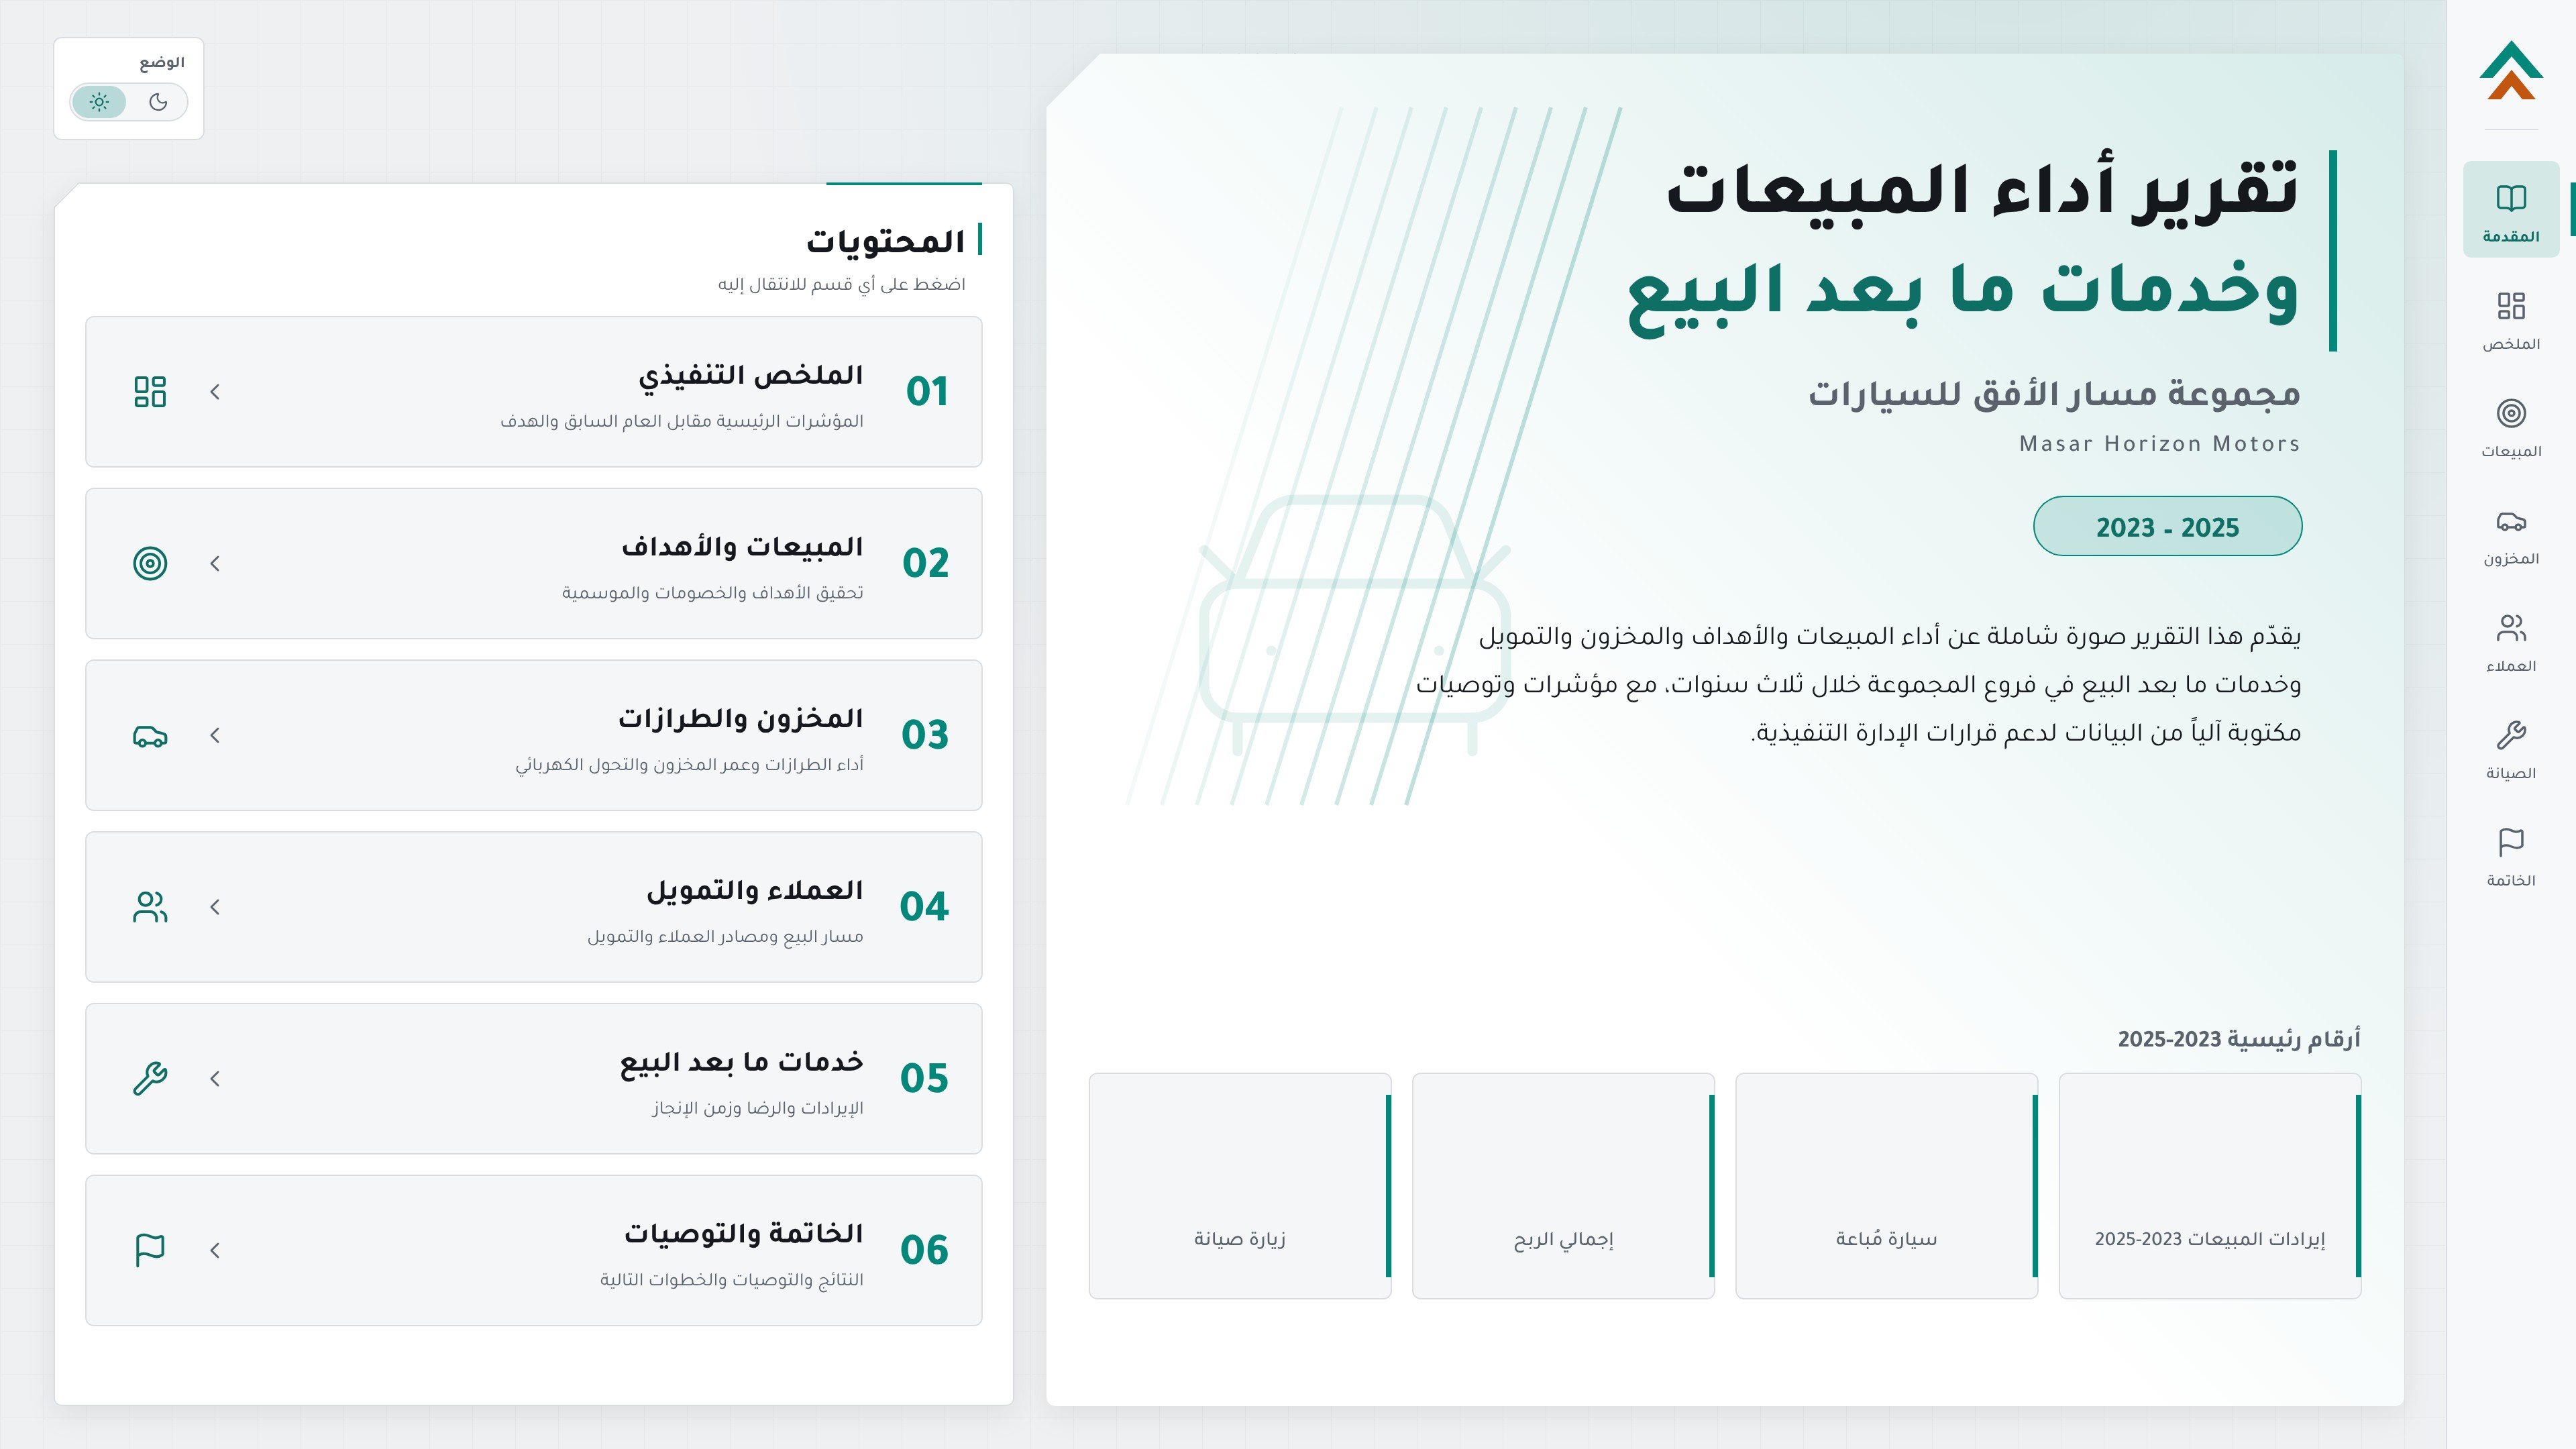 المقدمة
الملخص
المبيعات
المخزون
العملاء
الصيانة
الخاتمة
تقرير أداء المبيعات
وخدمات ما بعد البيع
مجموعة مسار الأفق للسيارات
Masar Horizon Motors
2023 - 2025
يقدّم هذا التقرير صورة شاملة عن أداء المبيعات والأهداف والمخزون والتمويل
وخدمات ما بعد البيع في فروع المجموعة خلال ثلاث سنوات، مع مؤشرات وتوصيات
مكتوبة آلياً من البيانات لدعم قرارات الإدارة التنفيذية.
أرقام رئيسية 2023-2025
إيرادات المبيعات 2023-2025
سيارة مُباعة
إجمالي الربح
زيارة صيانة
الوضع
المحتويات
اضغط على أي قسم للانتقال إليه
01
الملخص التنفيذي
المؤشرات الرئيسية مقابل العام السابق والهدف
02
المبيعات والأهداف
تحقيق الأهداف والخصومات والموسمية
03
المخزون والطرازات
أداء الطرازات وعمر المخزون والتحول الكهربائي
04
العملاء والتمويل
مسار البيع ومصادر العملاء والتمويل
05
خدمات ما بعد البيع
الإيرادات والرضا وزمن الإنجاز
06
الخاتمة والتوصيات
النتائج والتوصيات والخطوات التالية